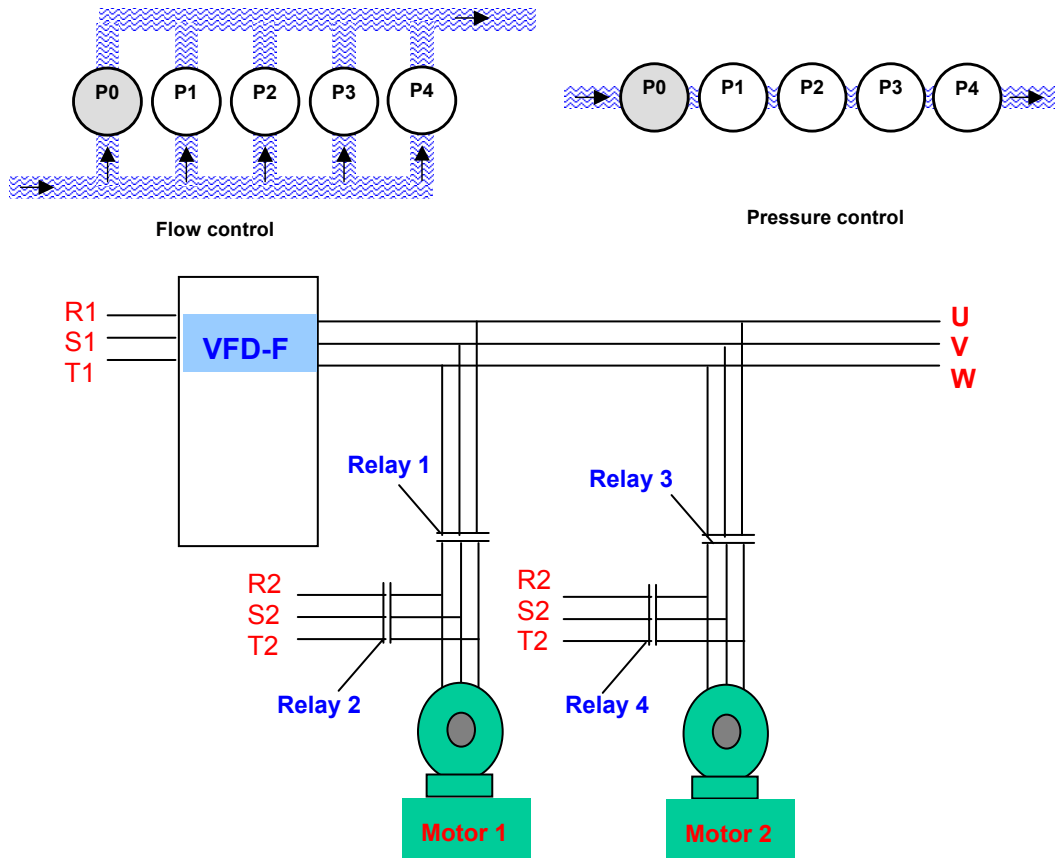 P0 P1 P2 P3 P4
P0 P1 P2 P3 P4
Flow control
Pressure control
R1
S1
T1
VFD-F
U
V
W
Relay 1
Relay 3
R2
S2
T2
R2
S2
T2
Relay 2
Relay 4
Motor 1
Motor 2